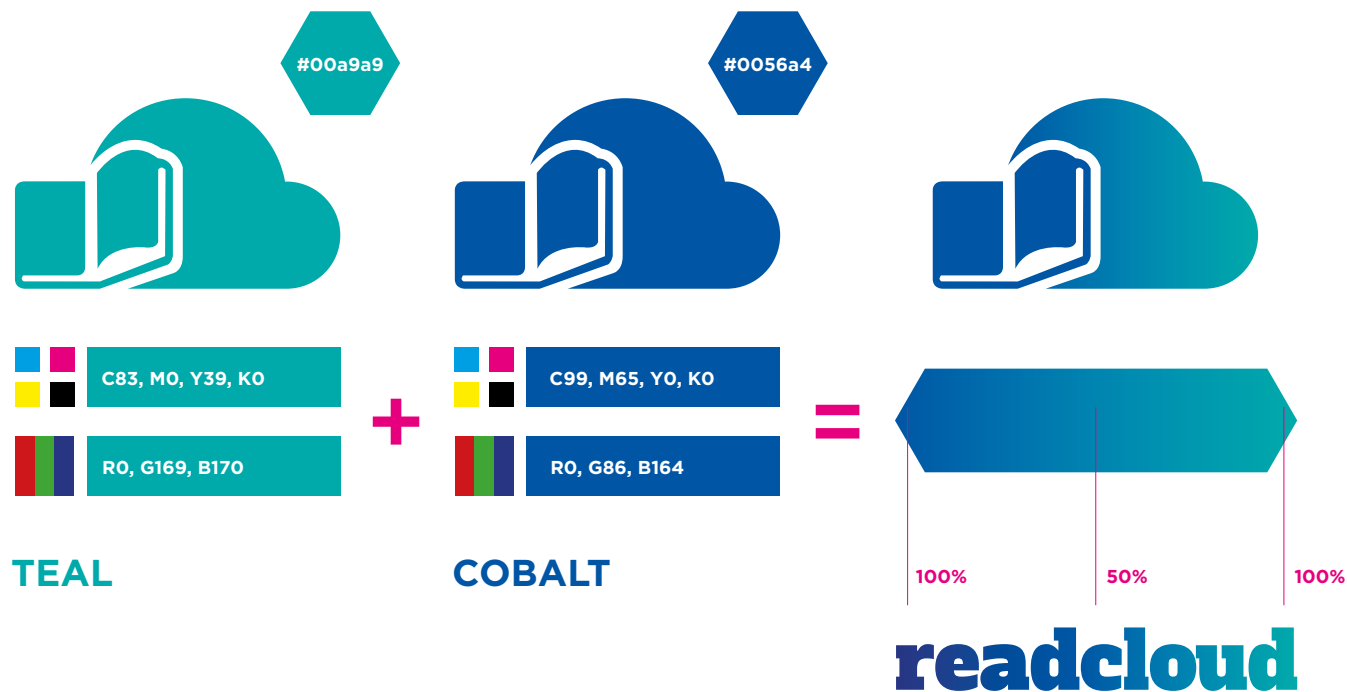 #00a9a9
#0056a4
C83, M0, Y39, K0
R0, G169, B170
TEAL
C99, M65, Y0, K0
R0, G86, B164
COBALT
+
=
100%
50%
100%
readcloud